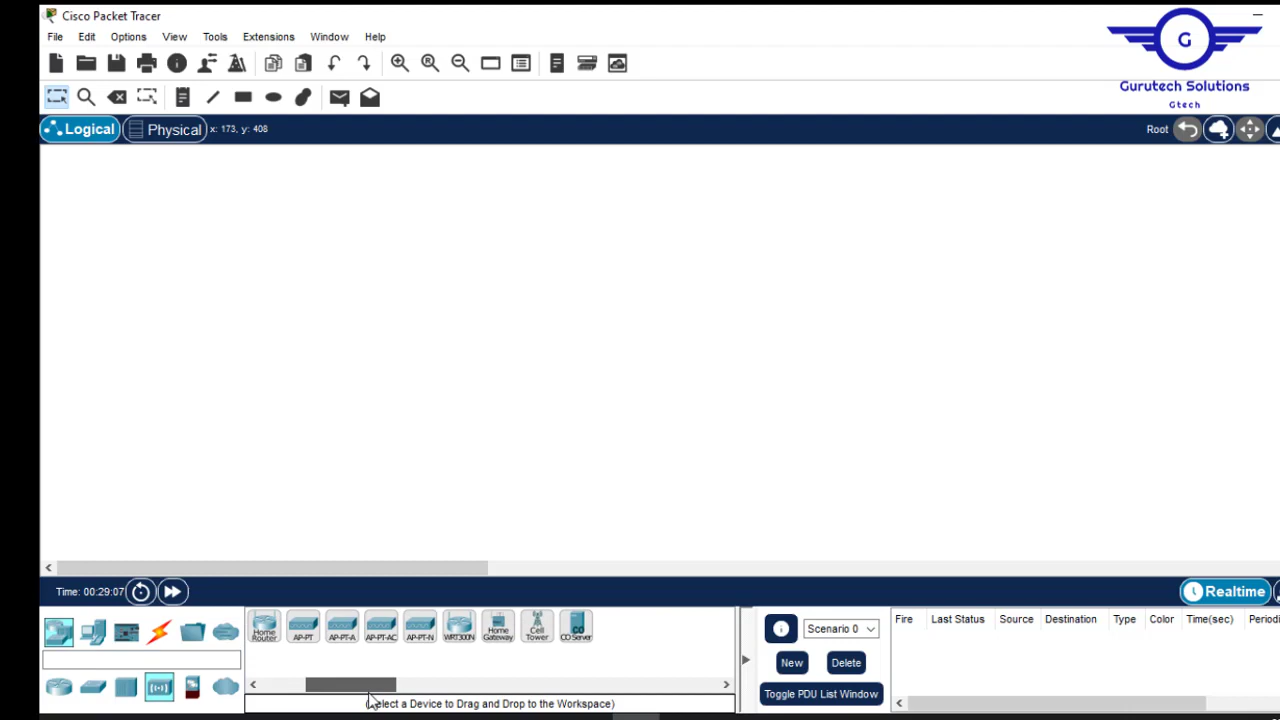 Cisco Packet Tracer
File Edit Options View Tools Extensions Window Help
G
Gurutech Solutions
Gtech
Logical Physical x: 173, y: 408 Root
Time: 00:29:07 Realtime
Home Router AP-PT AP-PT-A AP-PT-AC AP-PT-N WRT300N Home Gateway Cell Tower CO Server
(Select a Device to Drag and Drop to the Workspace)
Scenario 0
New Delete
Toggle PDU List Window
Fire Last Status Source Destination Type Color Time(sec) Periodi